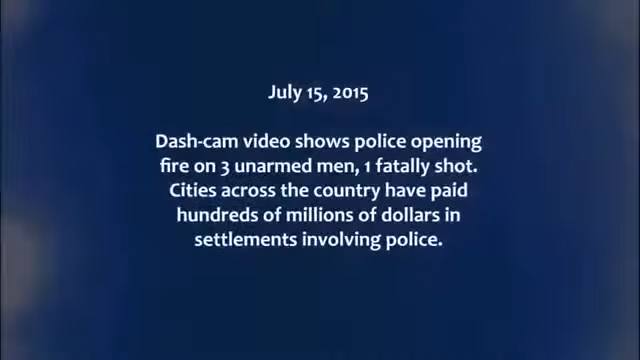 July 15, 2015
Dash-cam video shows police opening
fire on 3 unarmed men, 1 fatally shot.
Cities across the country have paid
hundreds of millions of dollars in
settlements involving police.